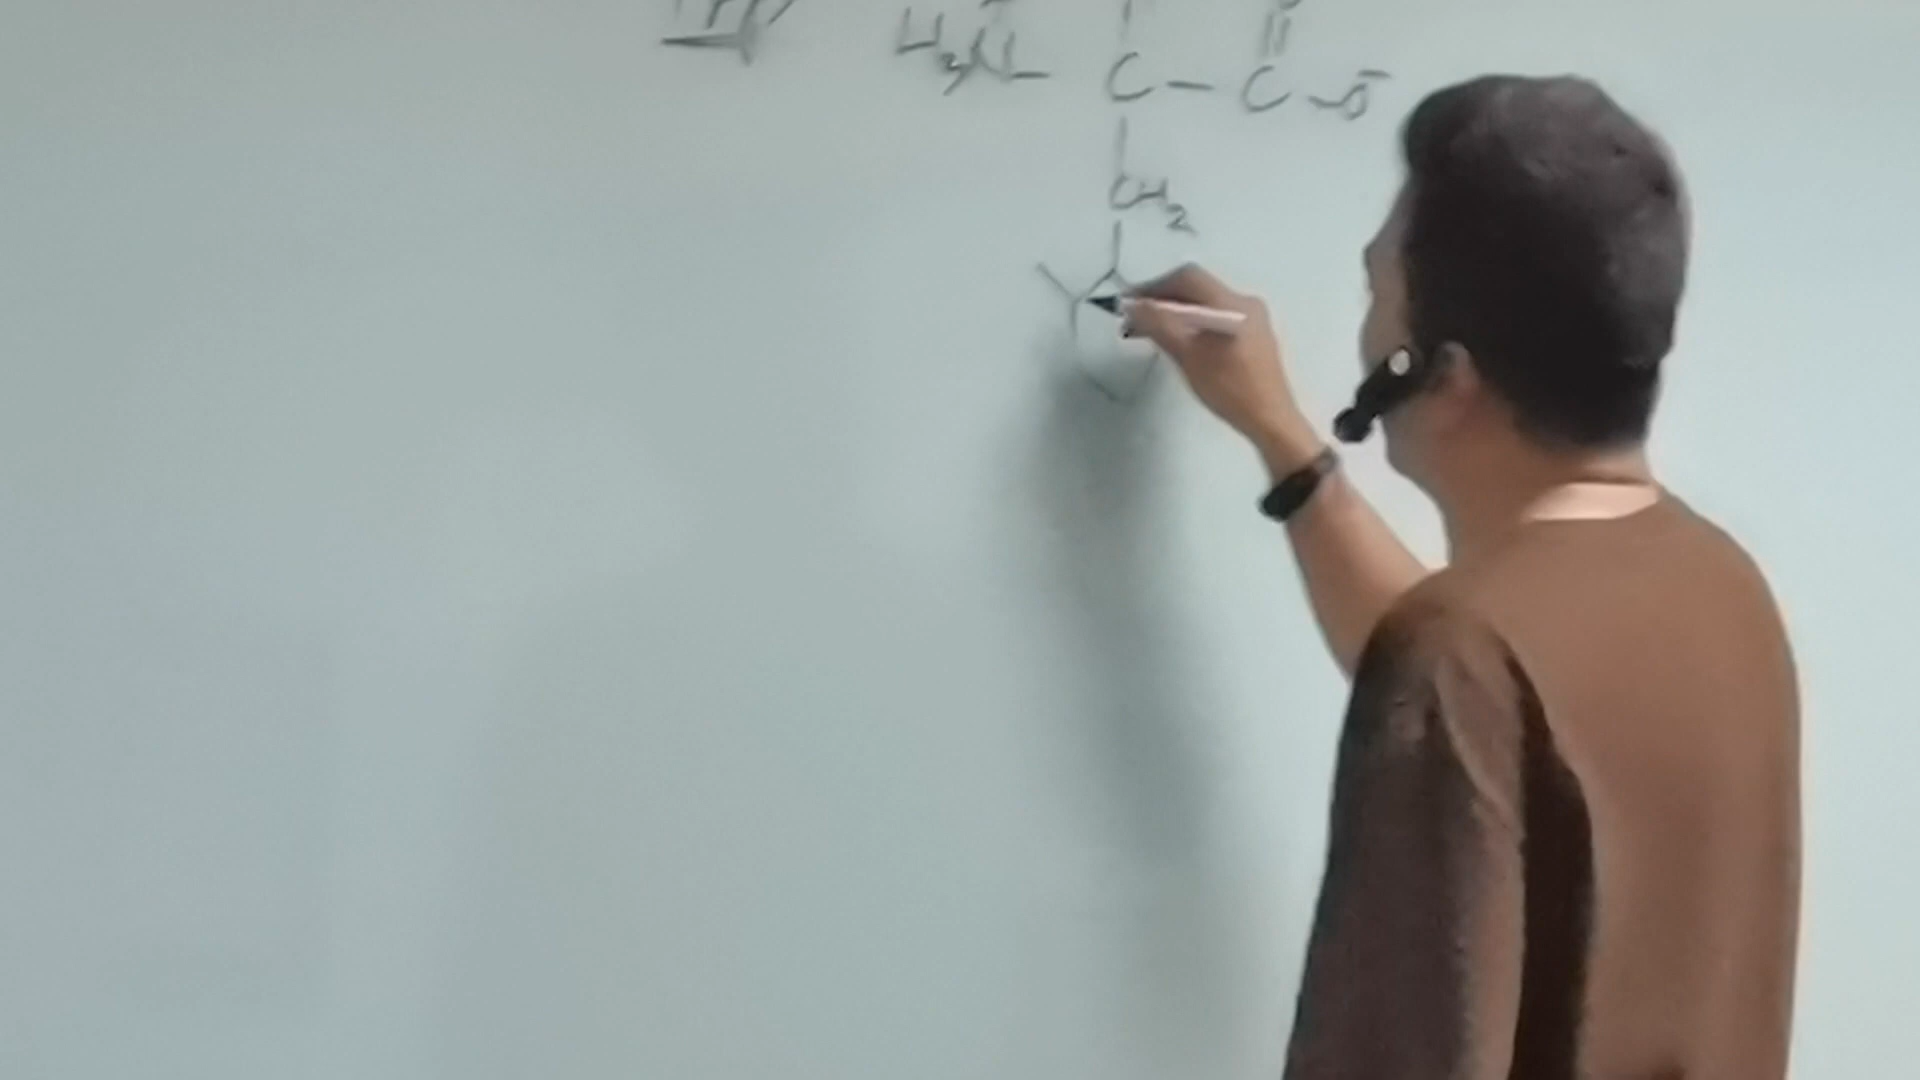 H₃N - C - C - O⁻
CH₂